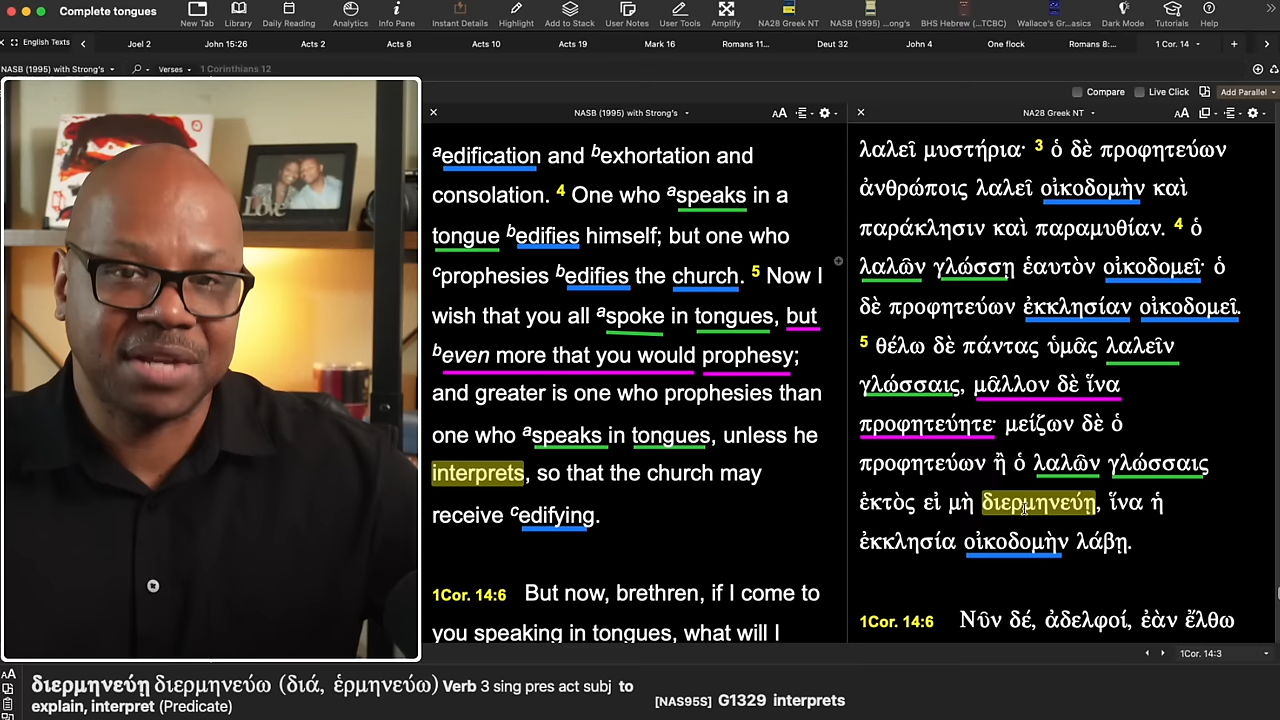 Complete tongues
New Tab Library Daily Reading Analytics Info Pane Instant Details Highlight Add to Stack User Notes User Tools Amplify NA28 Greek NT NASB (1995) ...ong's BHS Hebrew (...TCBC) Wallace's Gr...asics Dark Mode Tutorials Help
English Texts Joel 2 John 15:26 Acts 2 Acts 8 Acts 10 Acts 19 Mark 16 Romans 11... Deut 32 John 4 One flock Romans 8:... 1 Cor. 14
NASB (1995) with Strong's Verses 1 Corinthians 12
Compare Live Click Add Parallel
NASB (1995) with Strong's
ᵃedification and ᵇexhortation and
consolation. 4 One who ᵃspeaks in a
tongue ᵇedifies himself; but one who
ᶜprophesies ᵇedifies the church. 5 Now I
wish that you all ᵃspoke in tongues, but
ᵇeven more that you would prophesy;
and greater is one who prophesies than
one who ᵃspeaks in tongues, unless he
interprets, so that the church may
receive ᶜedifying.
1Cor. 14:6 But now, brethren, if I come to
you speaking in tongues, what will I
NA28 Greek NT
λαλεῖ μυστήρια· 3 ὁ δὲ προφητεύων
ἀνθρώποις λαλεῖ οἰκοδομὴν καὶ
παράκλησιν καὶ παραμυθίαν. 4 ὁ
λαλῶν γλώσσῃ ἑαυτὸν οἰκοδομεῖ· ὁ
δὲ προφητεύων ἐκκλησίαν οἰκοδομεῖ.
5 θέλω δὲ πάντας ὑμᾶς λαλεῖν
γλώσσαις, μᾶλλον δὲ ἵνα
προφητεύητε· μείζων δὲ ὁ
προφητεύων ἢ ὁ λαλῶν γλώσσαις
ἐκτὸς εἰ μὴ διερμηνεύῃ, ἵνα ἡ
ἐκκλησία οἰκοδομὴν λάβῃ.
1Cor. 14:6 Νῦν δέ, ἀδελφοί, ἐὰν ἔλθω
1Cor. 14:3
Love
διερμηνεύῃ διερμηνεύω (διά, ἑρμηνεύω) Verb 3 sing pres act subj to
explain, interpret (Predicate)
[NAS95S] G1329 interprets